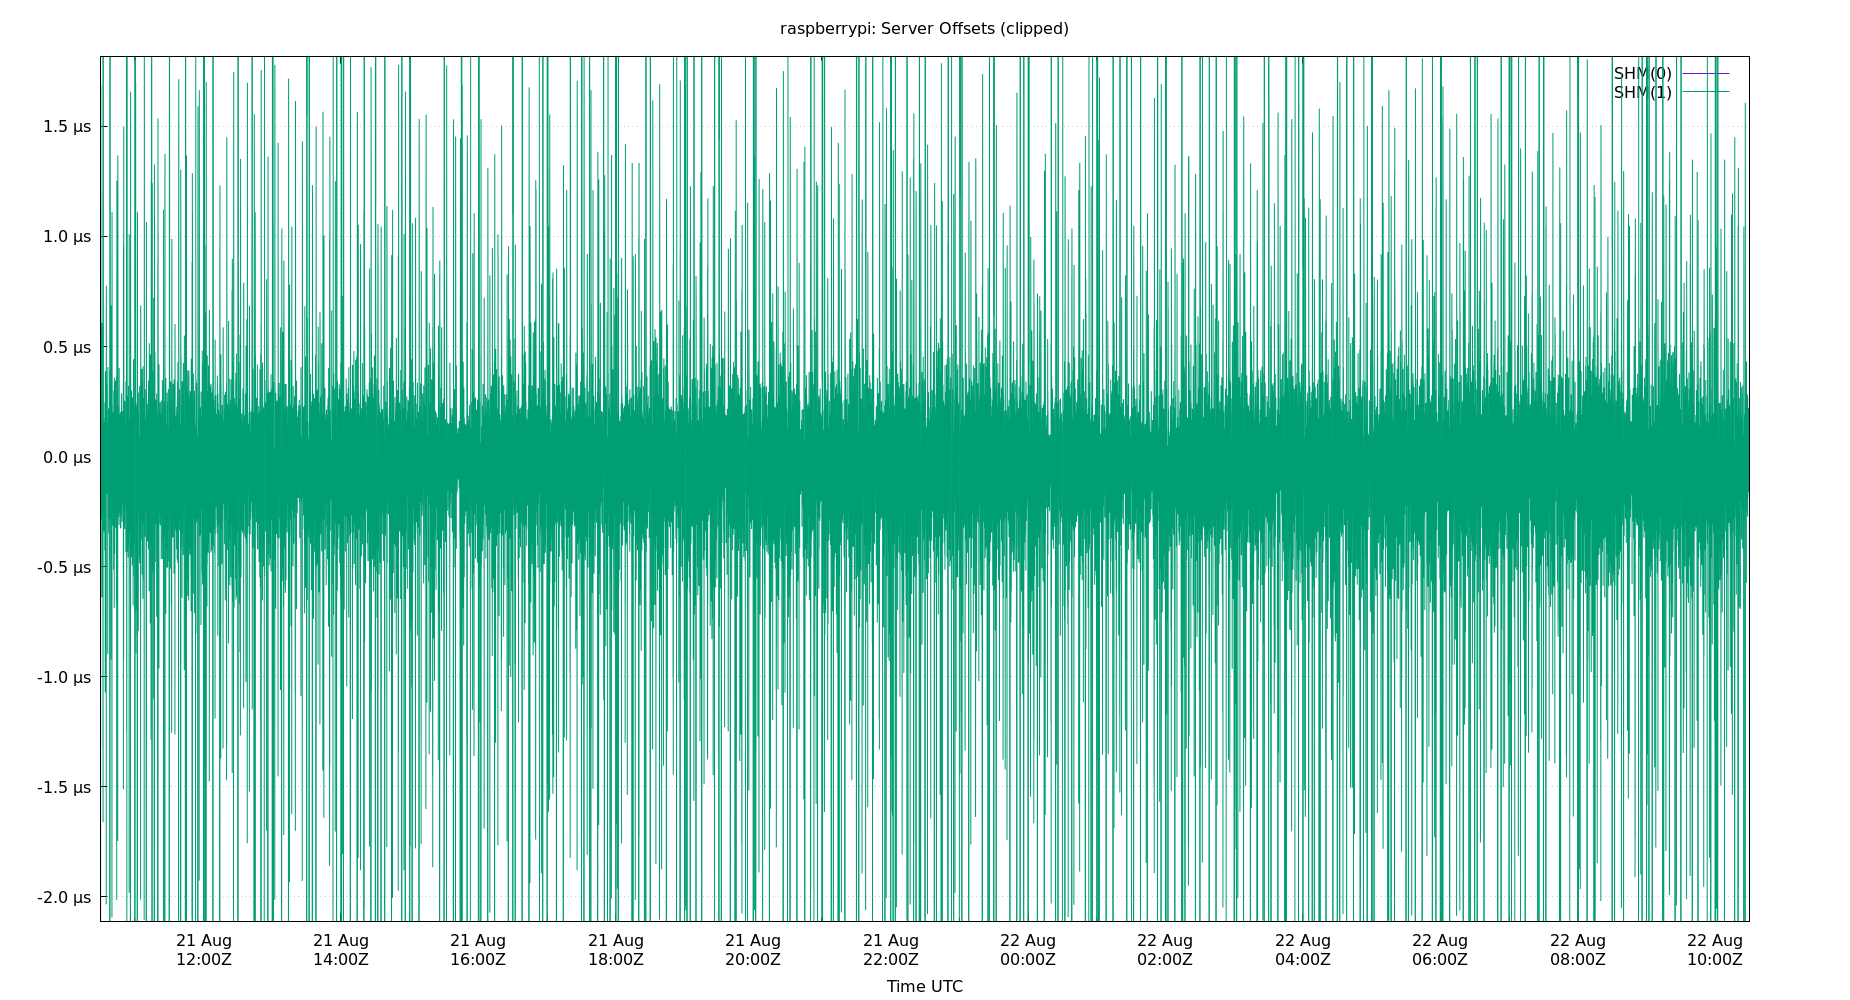 raspberrypi: Server Offsets (clipped)
SHM(0)
SHM(1)
1.5 µs
1.0 µs
0.5 µs
0.0 µs
-0.5 µs
-1.0 µs
-1.5 µs
-2.0 µs
21 Aug 21 Aug 21 Aug 21 Aug 21 Aug 21 Aug 22 Aug 22 Aug 22 Aug 22 Aug 22 Aug 22 Aug
12:00Z 14:00Z 16:00Z 18:00Z 20:00Z 22:00Z 00:00Z 02:00Z 04:00Z 06:00Z 08:00Z 10:00Z
Time UTC